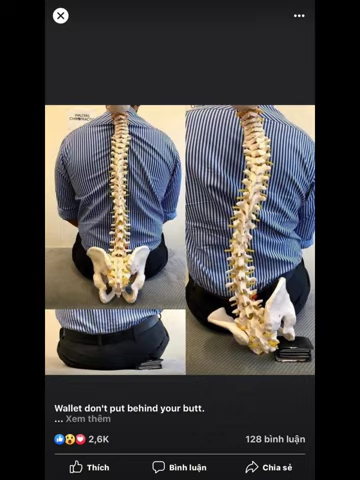 Wallet don't put behind your butt.
... Xem thêm
2,6K
128 bình luận
Thích
Bình luận
Chia sẻ